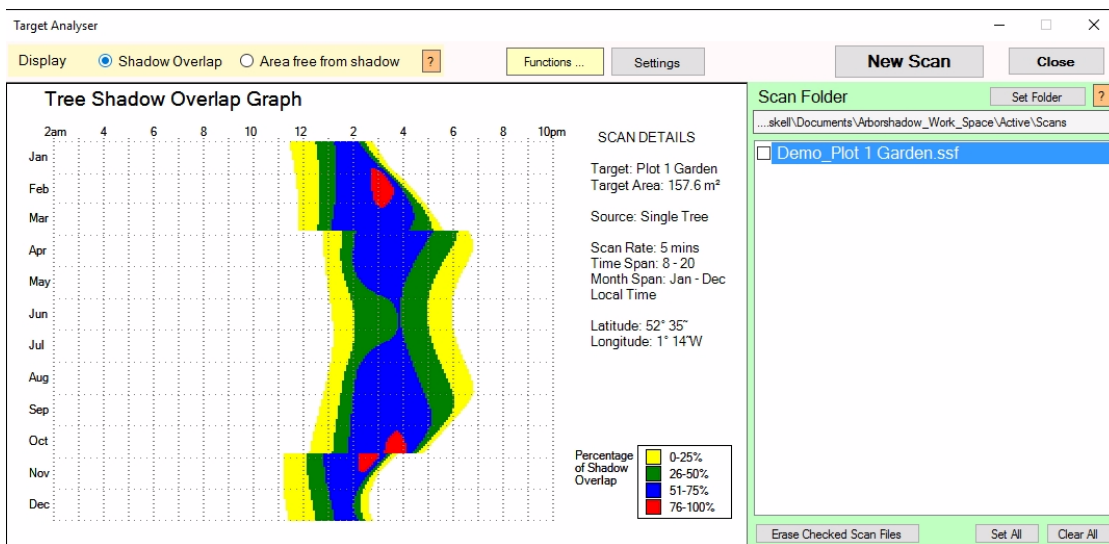 Target Analyser
Display Shadow Overlap Area free from shadow ? Functions ... Settings New Scan Close
Tree Shadow Overlap Graph
2am 4 6 8 10 12 2 4 6 8 10pm
Jan
Feb
Mar
Apr
May
Jun
Jul
Aug
Sep
Oct
Nov
Dec
SCAN DETAILS
Target: Plot 1 Garden
Target Area: 157.6 m²
Source: Single Tree
Scan Rate: 5 mins
Time Span: 8 - 20
Month Span: Jan - Dec
Local Time
Latitude: 52° 35˜
Longitude: 1° 14˜W
Percentage
of Shadow
Overlap
0-25%
26-50%
51-75%
76-100%
Scan Folder Set Folder ?
....skell\Documents\Arborshadow_Work_Space\Active\Scans
Demo_Plot 1 Garden.ssf
Erase Checked Scan Files Set All Clear All